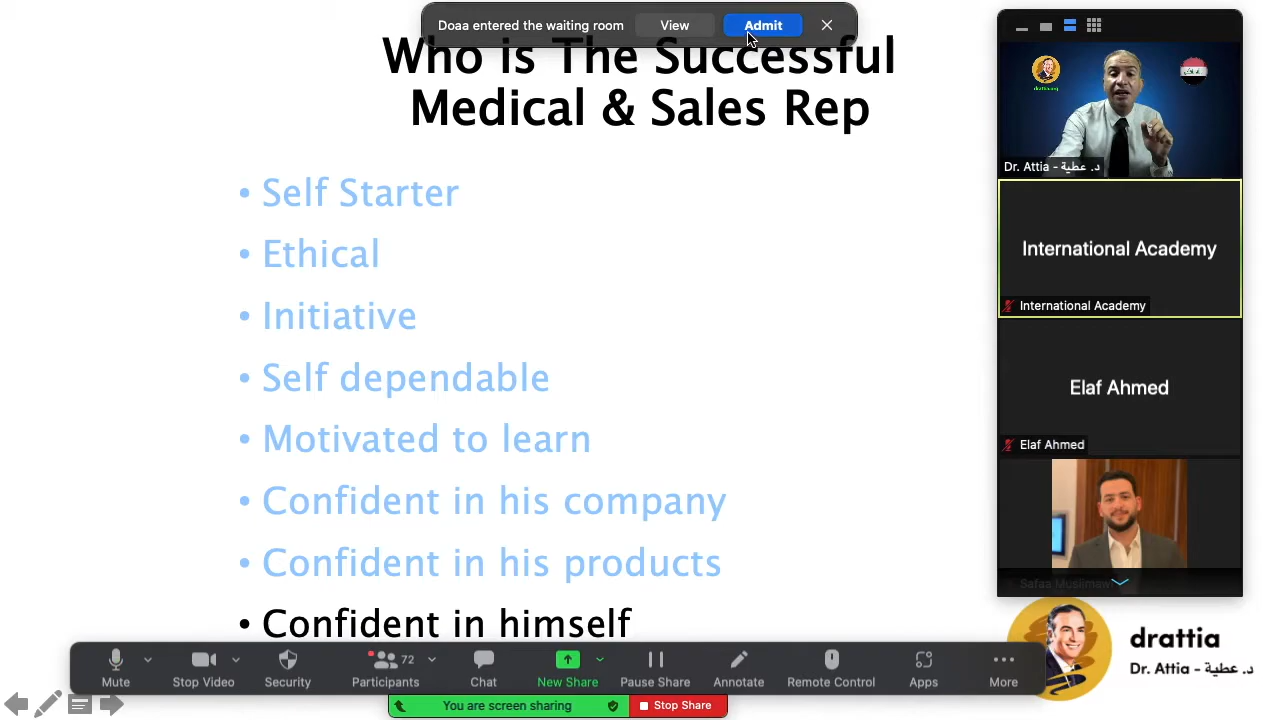 Doaa entered the waiting room
View
Admit
Who is The Successful
Medical & Sales Rep
• Self Starter
• Ethical
• Initiative
• Self dependable
• Motivated to learn
• Confident in his company
• Confident in his products
• Confident in himself
drattia.org
Dr. Attia - د. عطية
International Academy
International Academy
Elaf Ahmed
Elaf Ahmed
drattia
Dr. Attia - د. عطية
Mute
Stop Video
Security
72
Participants
Chat
New Share
Pause Share
Annotate
Remote Control
Apps
More
You are screen sharing
Stop Share